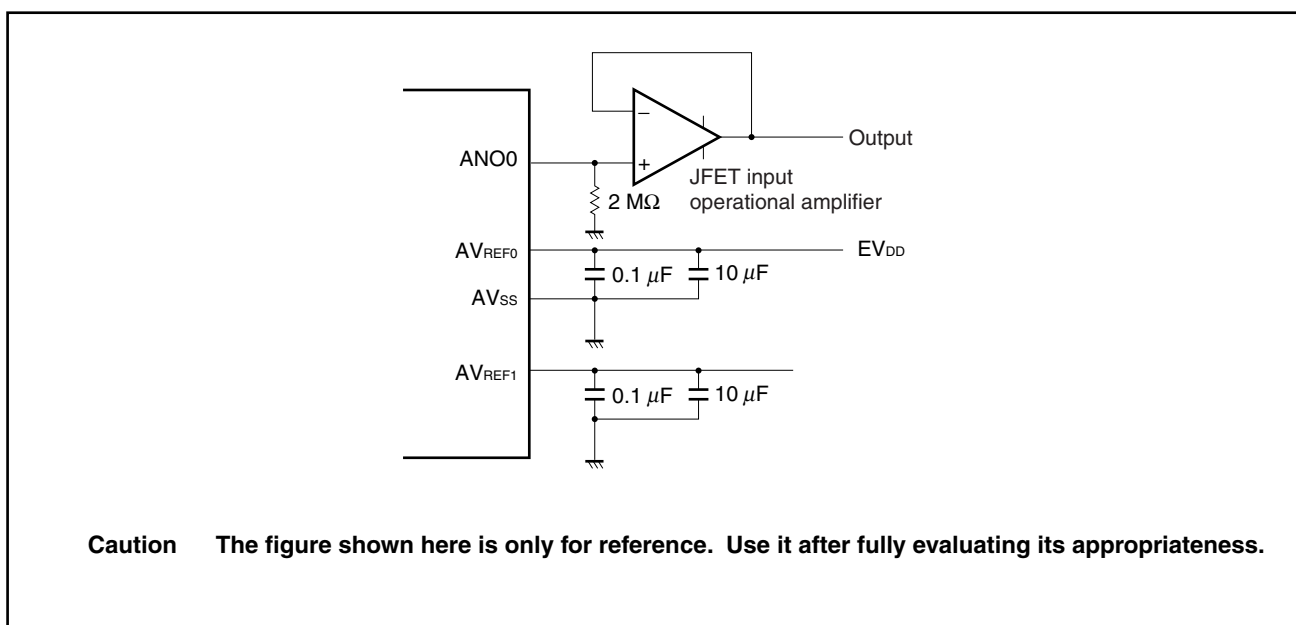 ANO0
−
+
Output
JFET input
operational amplifier
2 MΩ
AVREF0
EVDD
0.1 μF
10 μF
AVSS
AVREF1
0.1 μF
10 μF
Caution The figure shown here is only for reference. Use it after fully evaluating its appropriateness.